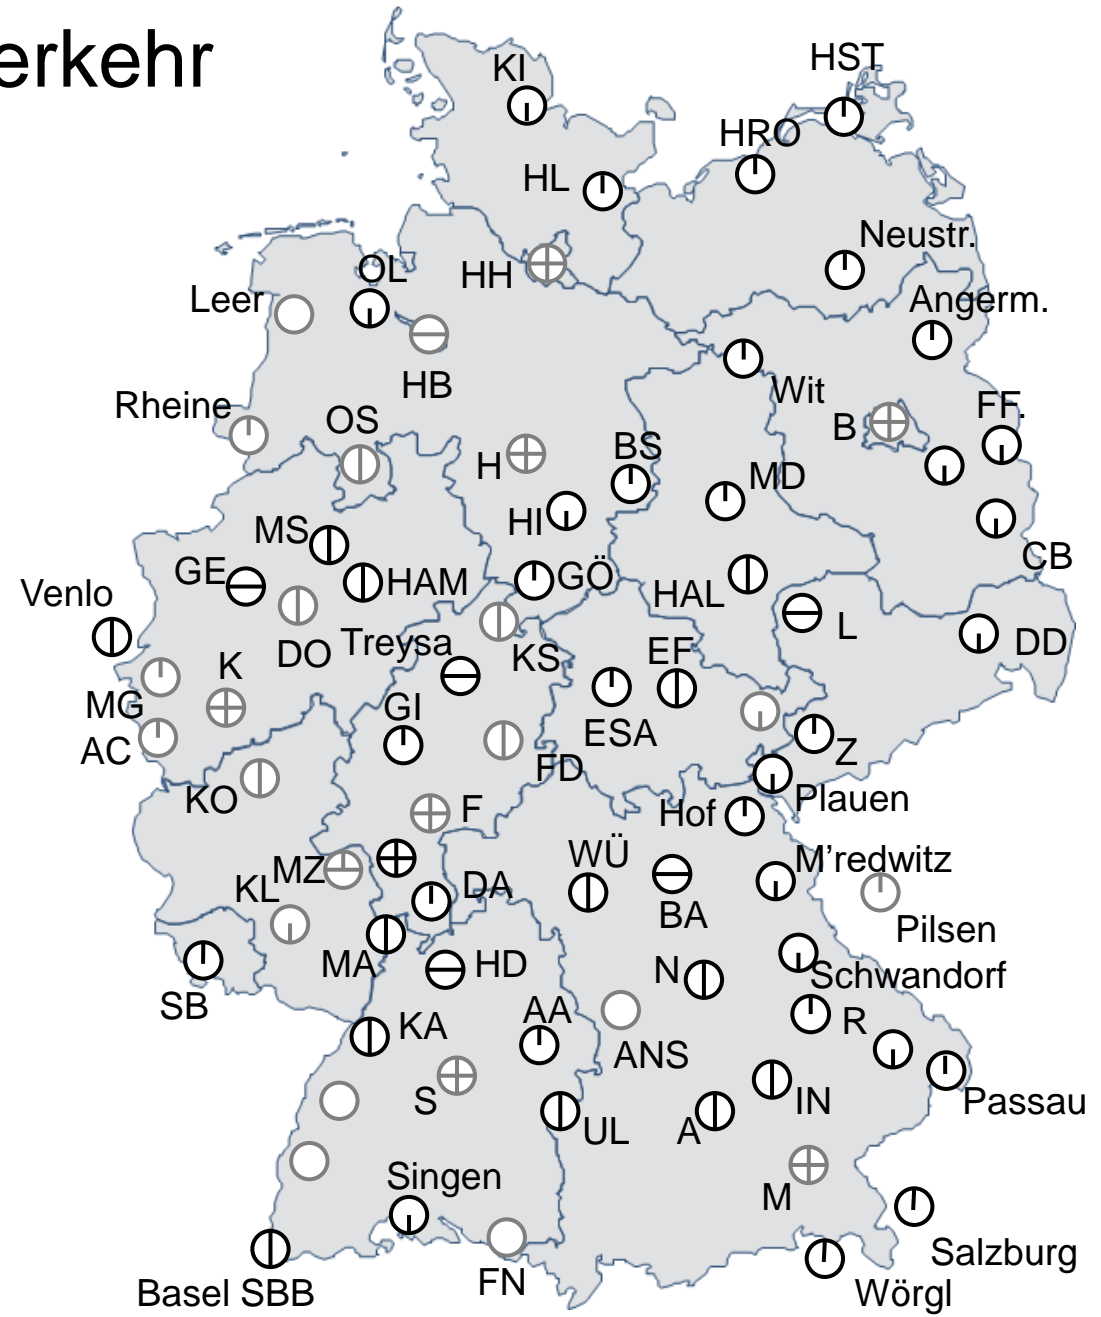 erkehr
KI
HST
HRO
HL
Neustr.
OL
HH
Leer
Angerm.
HB
Wit
Rheine
OS
B
FF.
BS
H
MD
HI
MS
CB
GE
HAM
GÖ
Venlo
HAL
L
DD
DO
Treysa
KS
EF
K
MG
GI
ESA
AC
FD
Z
KO
Plauen
F
Hof
WÜ
M'redwitz
MZ
KL
DA
BA
Pilsen
MA
HD
N
Schwandorf
SB
AA
R
KA
ANS
S
IN
Passau
UL
A
Singen
M
Salzburg
FN
Basel SBB
Wörgl